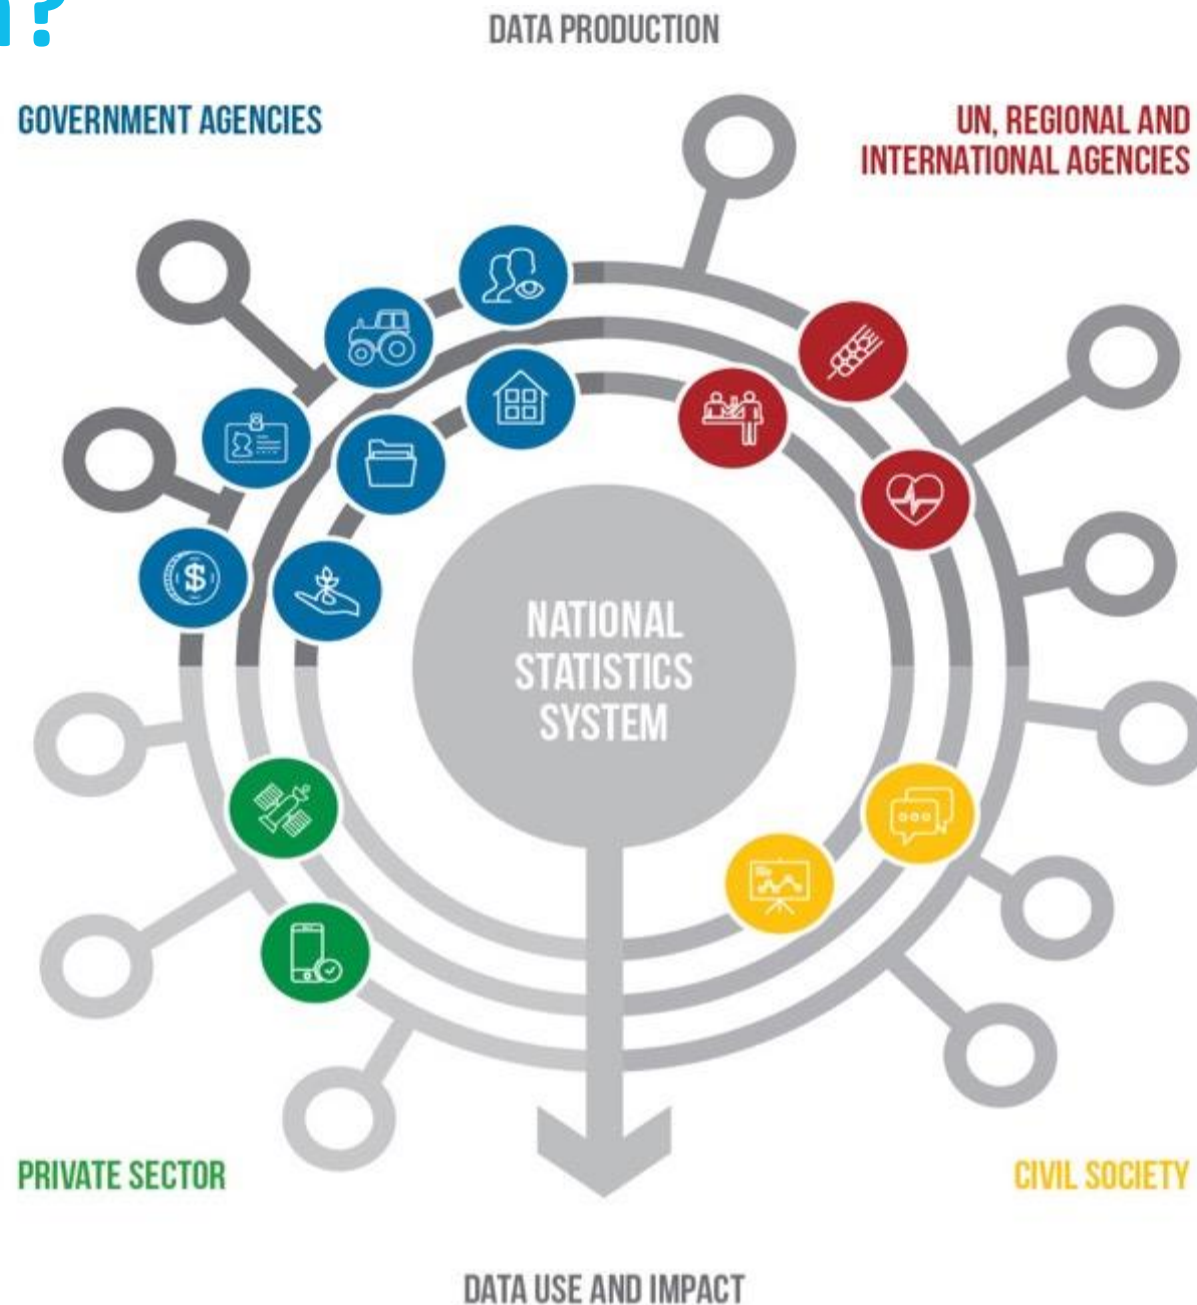 ?
DATA PRODUCTION
GOVERNMENT AGENCIES
UN, REGIONAL AND
INTERNATIONAL AGENCIES
$
NATIONAL
STATISTICS
SYSTEM
PRIVATE SECTOR
CIVIL SOCIETY
DATA USE AND IMPACT